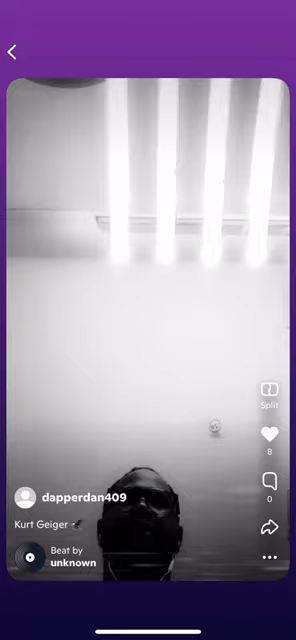 Split
8
0
dapperdan409
Kurt Geiger
Beat by
unknown